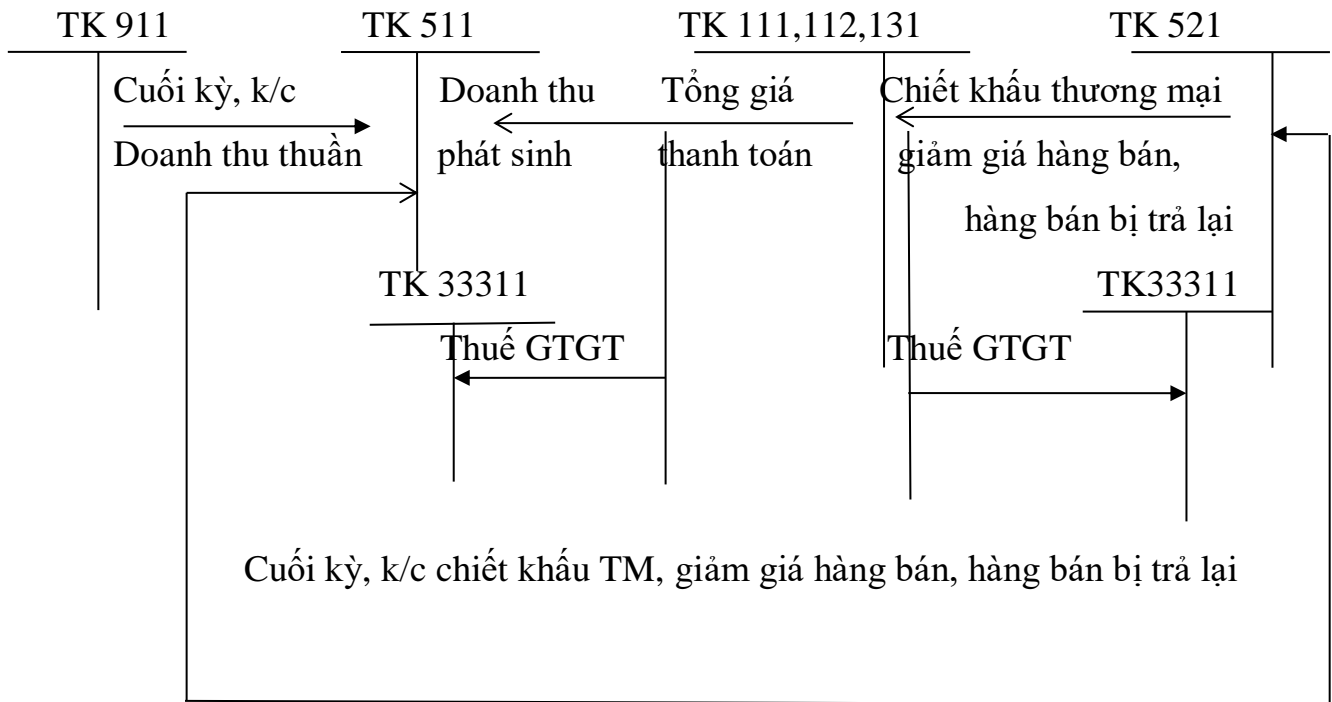 TK 911 TK 511 TK 111,112,131 TK 521
Cuối kỳ, k/c Doanh thu Tổng giá Chiết khấu thương mại
Doanh thu thuần phát sinh thanh toán giảm giá hàng bán,
hàng bán bị trả lại
TK 33311 TK33311
Thuế GTGT Thuế GTGT
Cuối kỳ, k/c chiết khấu TM, giảm giá hàng bán, hàng bán bị trả lại